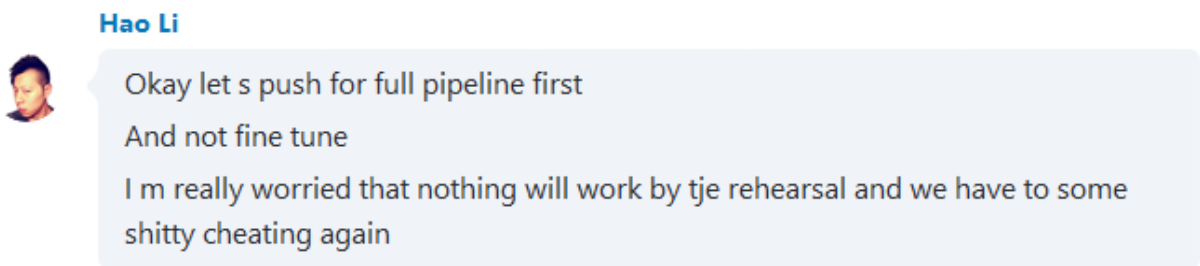 Hao Li
Okay let s push for full pipeline first
And not fine tune
I m really worried that nothing will work by tje rehearsal and we have to some
shitty cheating again